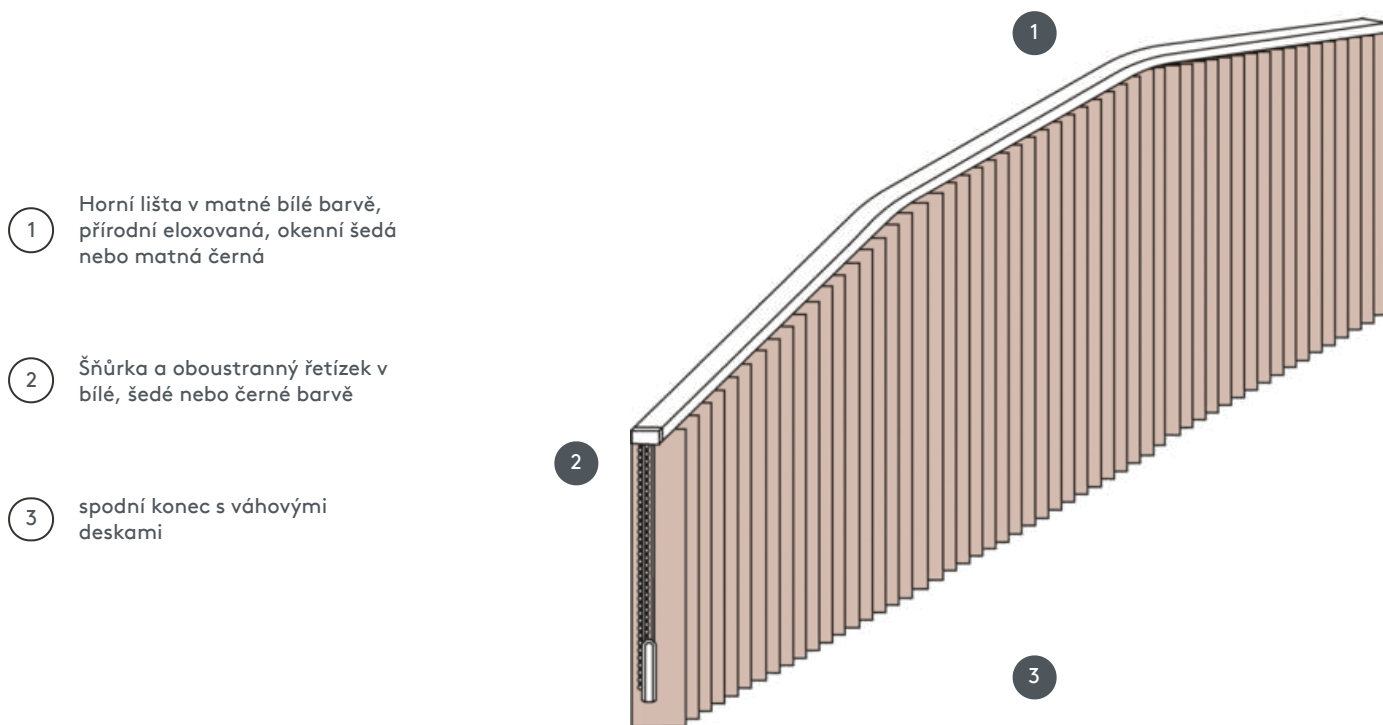 1
Horní lišta v matné bílé barvě,
přírodní eloxovaná, okenní šedá
nebo matná černá
2
Šňůrka a oboustranný řetízek v
bílé, šedé nebo černé barvě
3
spodní konec s váhovými
deskami
1
2
3